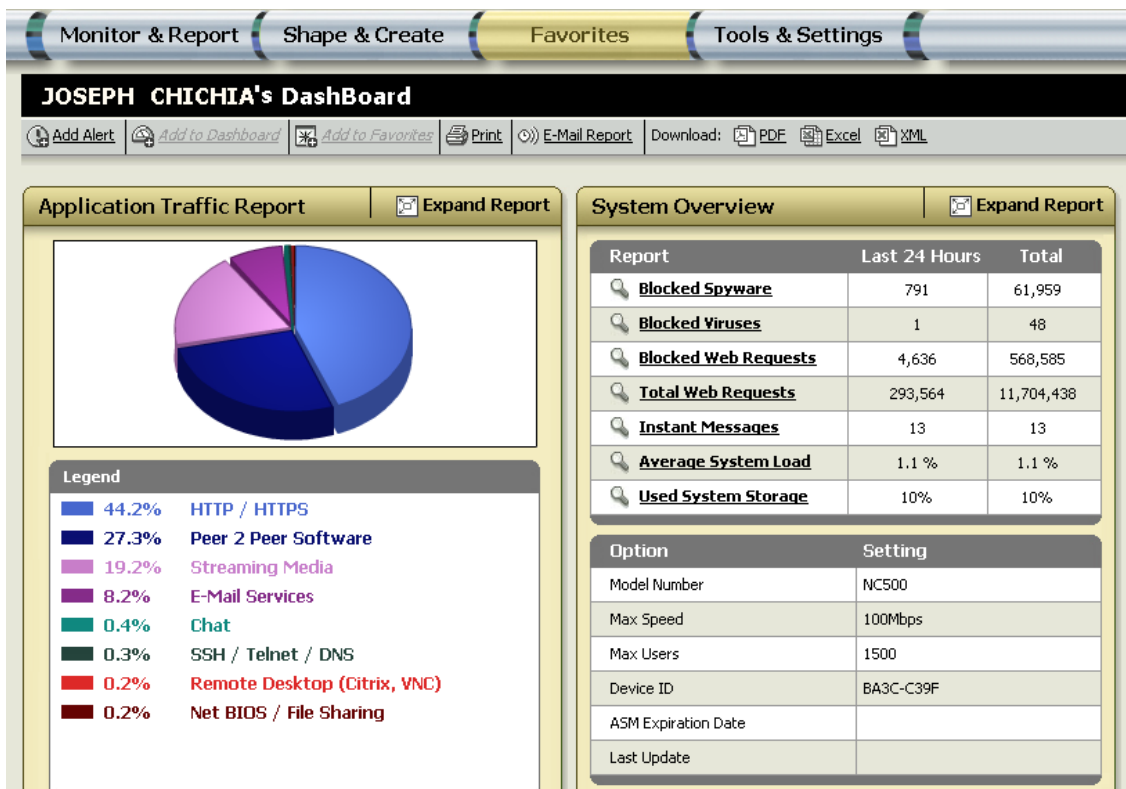 Monitor & Report Shape & Create Favorites Tools & Settings
JOSEPH CHICHIA's DashBoard
Add Alert Add to Dashboard Add to Favorites Print E-Mail Report Download: PDF Excel XML
Application Traffic Report Expand Report
Legend
44.2% HTTP / HTTPS
27.3% Peer 2 Peer Software
19.2% Streaming Media
8.2% E-Mail Services
0.4% Chat
0.3% SSH / Telnet / DNS
0.2% Remote Desktop (Citrix, VNC)
0.2% Net BIOS / File Sharing
System Overview Expand Report
Report Last 24 Hours Total
Blocked Spyware 791 61,959
Blocked Viruses 1 48
Blocked Web Requests 4,636 568,585
Total Web Requests 293,564 11,704,438
Instant Messages 13 13
Average System Load 1.1 % 1.1 %
Used System Storage 10% 10%
Option Setting
Model Number NC500
Max Speed 100Mbps
Max Users 1500
Device ID BA3C-C39F
ASM Expiration Date
Last Update